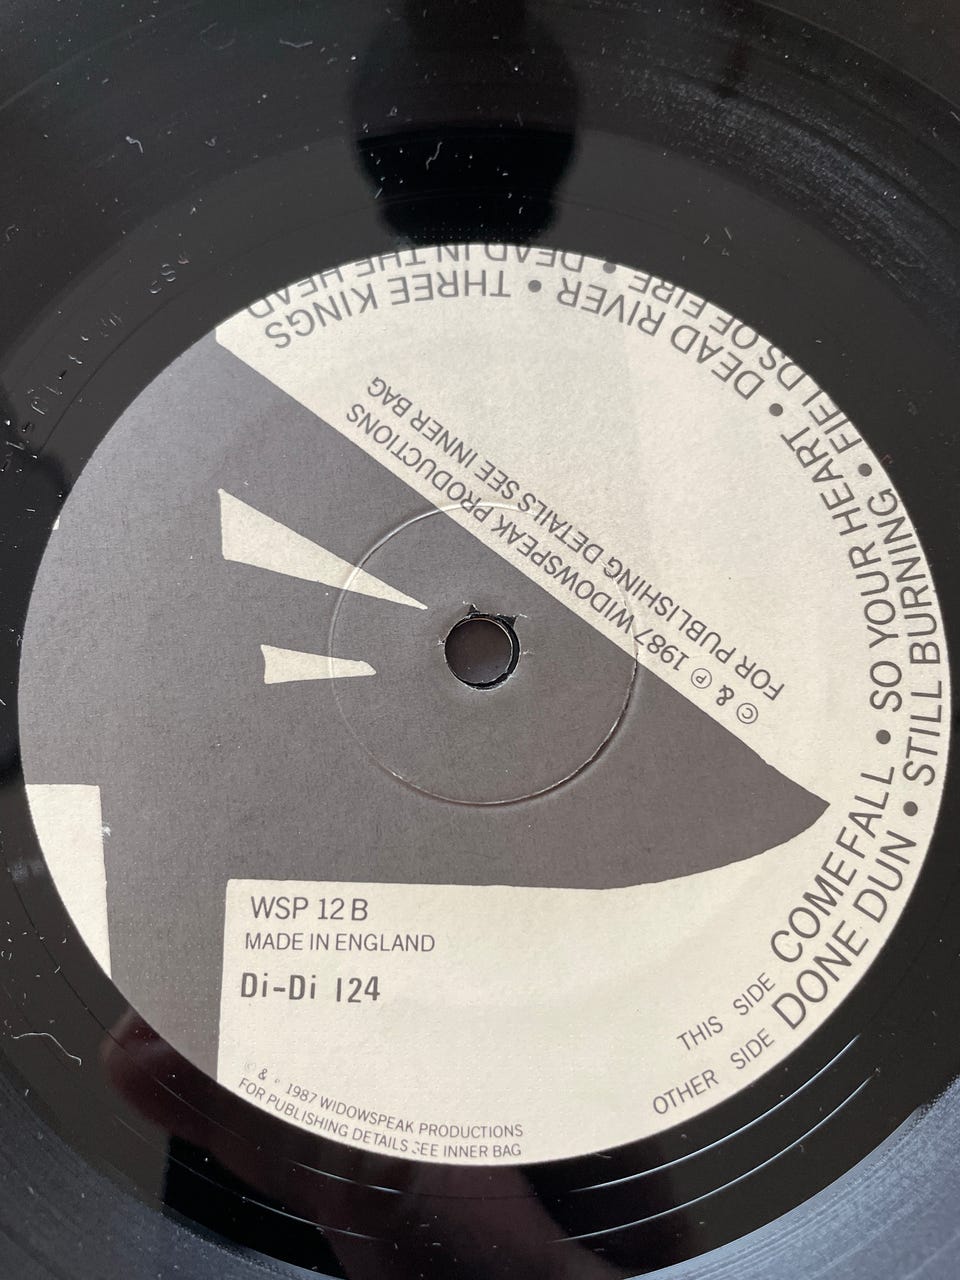 THIS SIDE COME FALL • SO YOUR HEART • DEAD RIVER • THREE KINGS
OTHER SIDE DONE DUN • STILL BURNING • FIELDS OF EIRE • DEAD IN THE HEAD
© & ℗ 1987 WIDOWSPEAK PRODUCTIONS
FOR PUBLISHING DETAILS SEE INNER BAG
WSP 12 B
MADE IN ENGLAND
Di-Di 124
© & ℗ 1987 WIDOWSPEAK PRODUCTIONS
FOR PUBLISHING DETAILS SEE INNER BAG